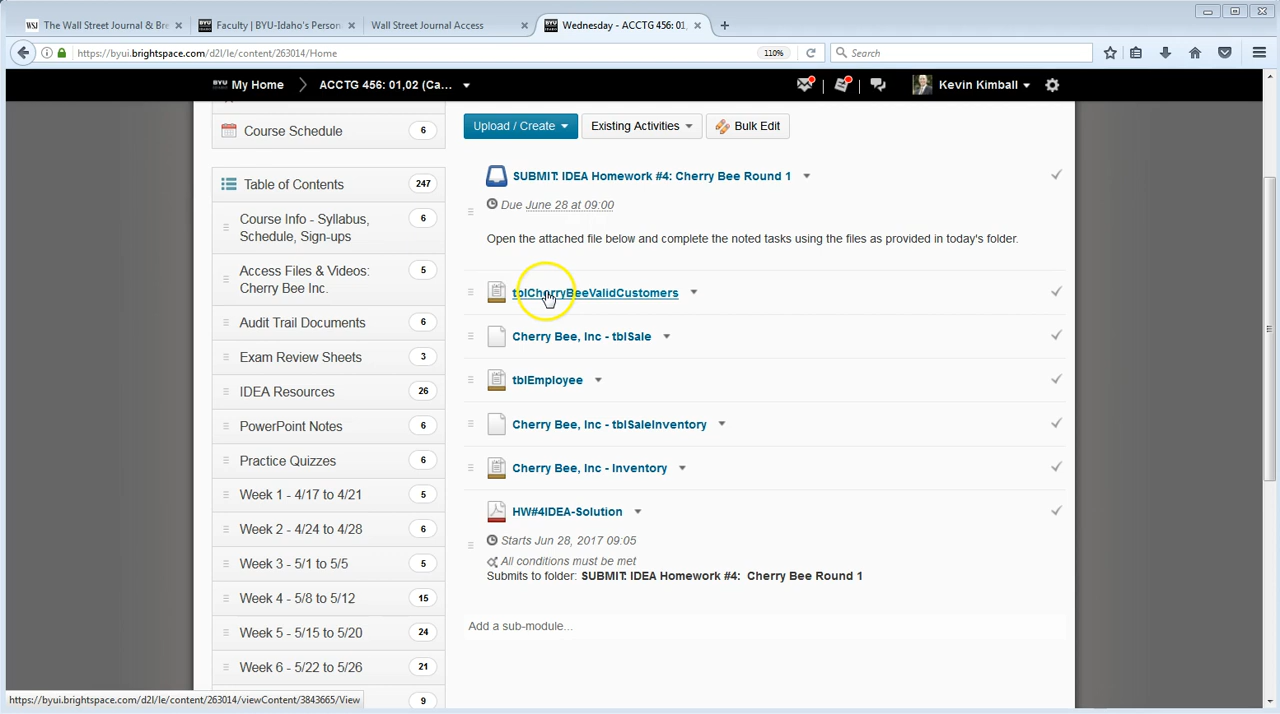 WSJ The Wall Street Journal & Bre
BYU IDAHO Faculty | BYU-Idaho's Person
Wall Street Journal Access
BYU IDAHO Wednesday - ACCTG 456: 01,
https://byui.brightspace.com/d2l/le/content/263014/Home
110%
Search
BYU IDAHO My Home
ACCTG 456: 01,02 (Ca...
Kevin Kimball
Course Schedule 6
Upload / Create
Existing Activities
Bulk Edit
Table of Contents 247
Course Info - Syllabus, Schedule, Sign-ups 6
Access Files & Videos: Cherry Bee Inc. 5
Audit Trail Documents 6
Exam Review Sheets 3
IDEA Resources 26
PowerPoint Notes 6
Practice Quizzes 6
Week 1 - 4/17 to 4/21 5
Week 2 - 4/24 to 4/28 6
Week 3 - 5/1 to 5/5 5
Week 4 - 5/8 to 5/12 15
Week 5 - 5/15 to 5/20 24
Week 6 - 5/22 to 5/26 21
9
SUBMIT: IDEA Homework #4: Cherry Bee Round 1
Due June 28 at 09:00
Open the attached file below and complete the noted tasks using the files as provided in today's folder.
tblCherryBeeValidCustomers
Cherry Bee, Inc - tblSale
tblEmployee
Cherry Bee, Inc - tblSaleInventory
Cherry Bee, Inc - Inventory
HW#4IDEA-Solution
Starts Jun 28, 2017 09:05
All conditions must be met
Submits to folder: SUBMIT: IDEA Homework #4: Cherry Bee Round 1
Add a sub-module...
https://byui.brightspace.com/d2l/le/content/263014/viewContent/3843665/View